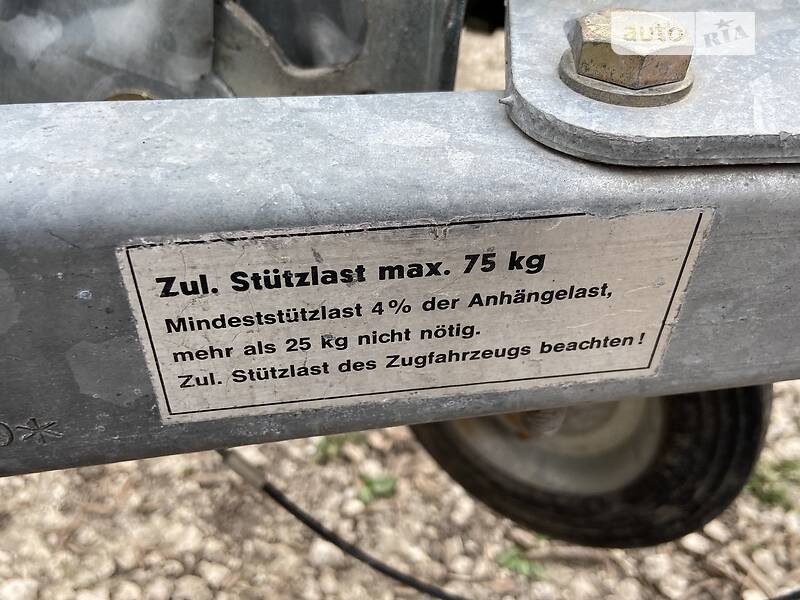 auto RIA
Zul. Stützlast max. 75 kg
Mindeststützlast 4% der Anhängelast,
mehr als 25 kg nicht nötig.
Zul. Stützlast des Zugfahrzeugs beachten!